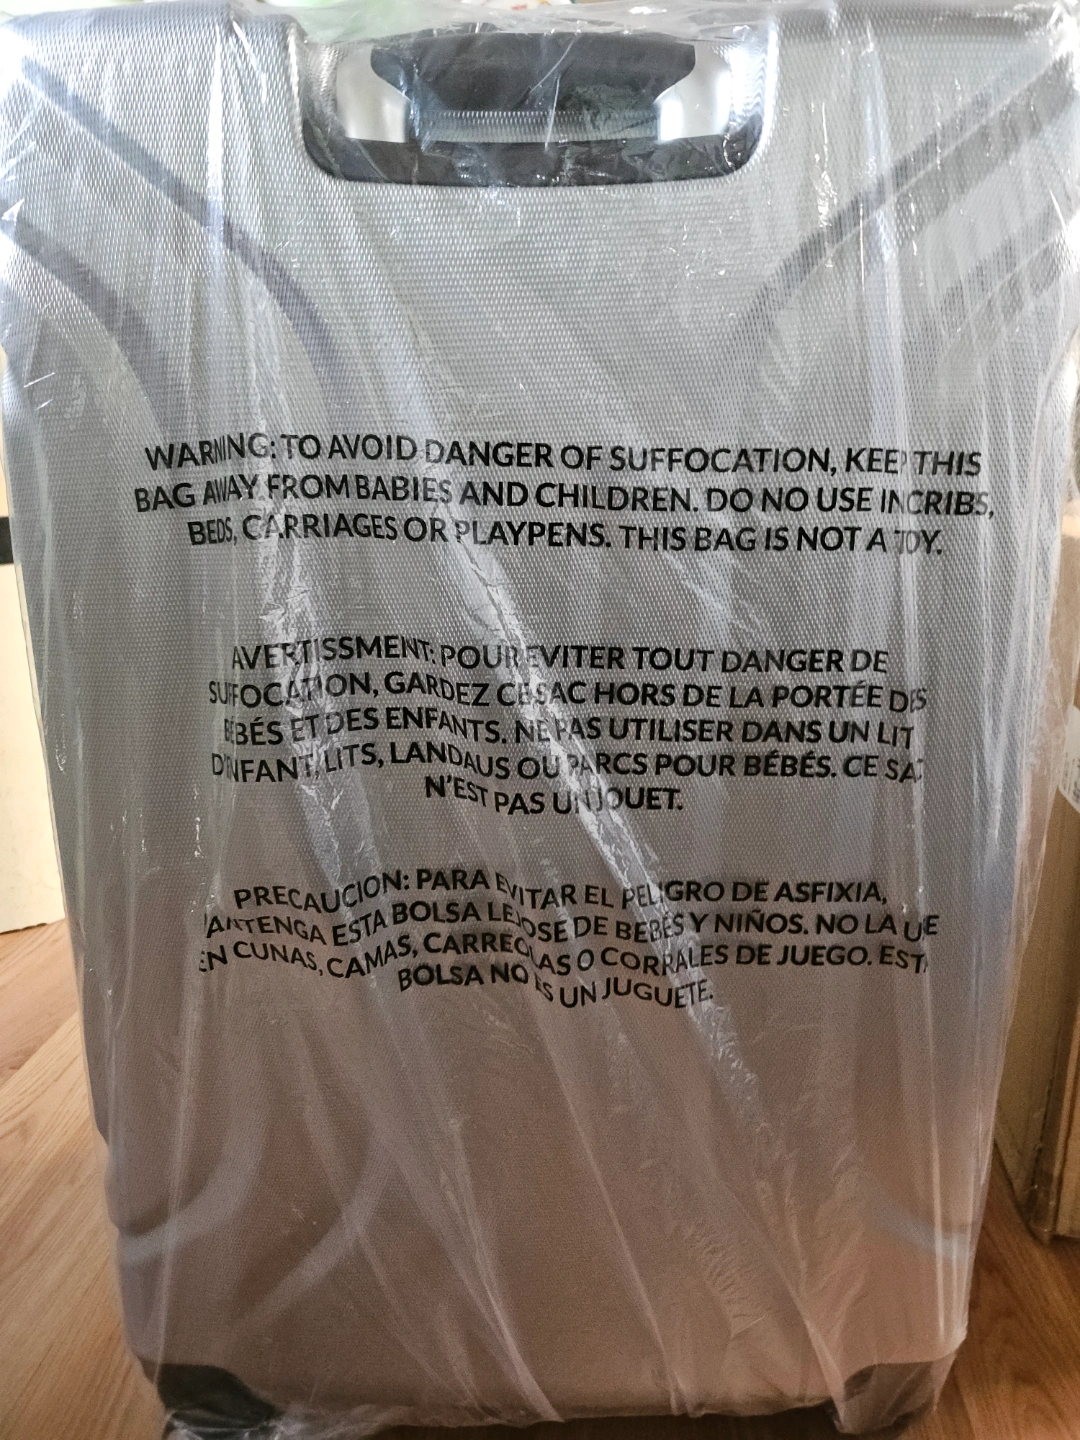 WARNING: TO AVOID DANGER OF SUFFOCATION, KEEP THIS
BAG AWAY FROM BABIES AND CHILDREN. DO NO USE IN CRIBS,
BEDS, CARRIAGES OR PLAYPENS. THIS BAG IS NOT A TOY.
AVERTISSMENT: POUR EVITER TOUT DANGER DE
SUFFOCATION, GARDEZ CE SAC HORS DE LA PORTÉE DES
BÉBÉS ET DES ENFANTS. NE PAS UTILISER DANS UN LIT
D'INFANT, LITS, LANDAUS OU PARCS POUR BÉBÉS. CE SAC
N'EST PAS UN JOUET.
PRECAUCION: PARA EVITAR EL PELIGRO DE ASFIXIA,
MANTENGA ESTA BOLSA LEJOSE DE BEBÉS Y NIÑOS. NO LA
EN CUNAS, CAMAS, O CORRALES DE JUEGO. ESTA
BOLSA NO ES UN JUGUETE.